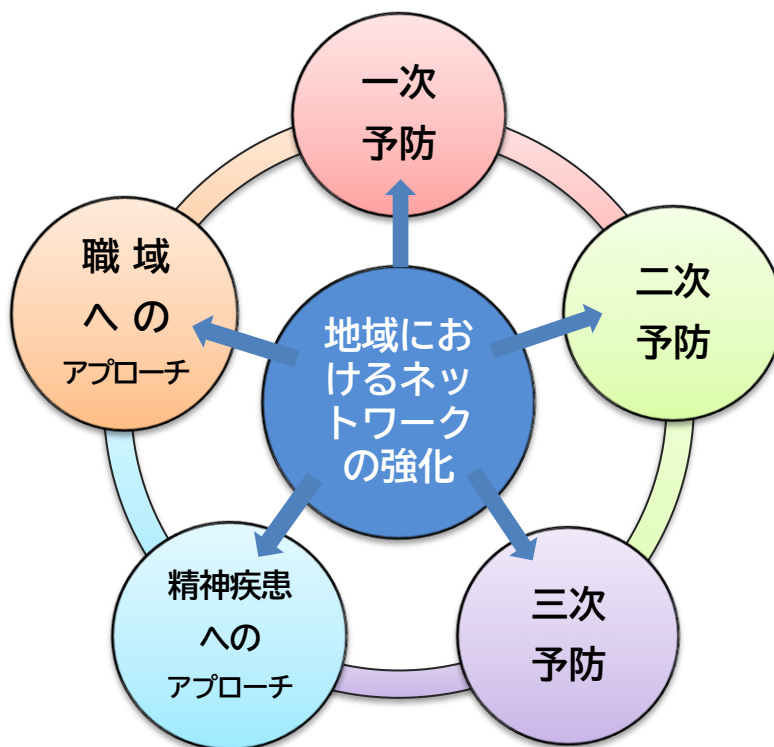 一次
予防
職 域
へ の
アプローチ
二次
予防
地域にお
けるネッ
トワーク
の強化
精神疾患
への
アプローチ
三次
予防